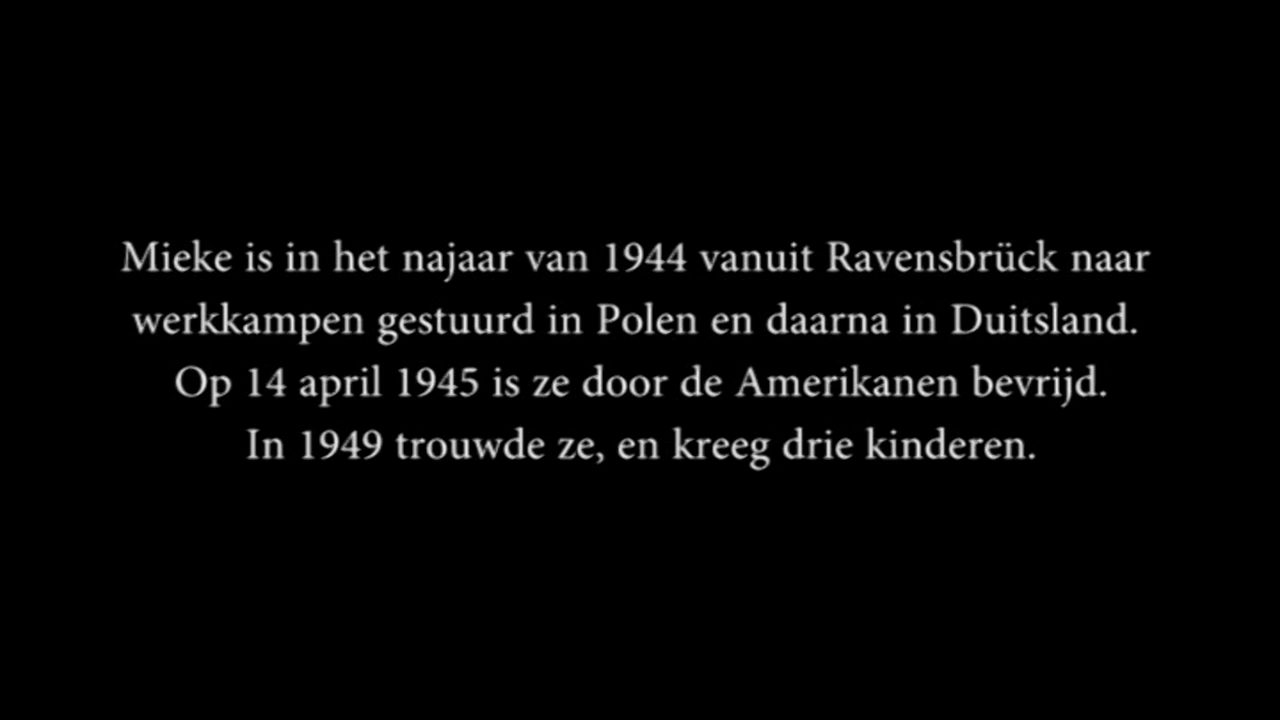 Mieke is in het najaar van 1944 vanuit Ravensbrück naar
werkkampen gestuurd in Polen en daarna in Duitsland.
Op 14 april 1945 is ze door de Amerikanen bevrijd.
In 1949 trouwde ze, en kreeg drie kinderen.